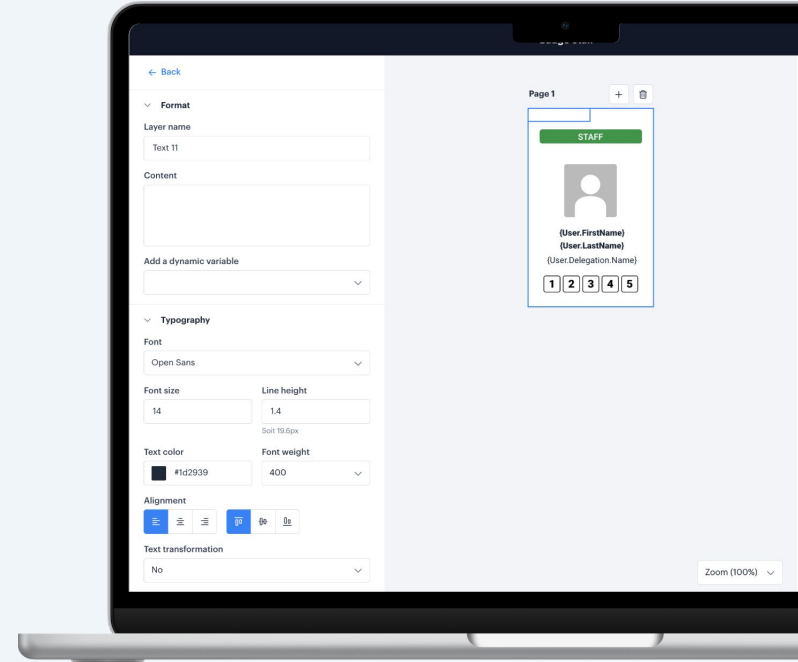 ← Back
Format
Layer name
Text 11
Content
Add a dynamic variable
Typography
Font
Open Sans
Font size
Line height
14
1.4
Soit 19.6px
Text color
Font weight
#1d2939
400
Alignment
Text transformation
No
Page 1
STAFF
{User.FirstName}
{User.LastName}
{User.Delegation.Name}
1 2 3 4 5
Zoom (100%)